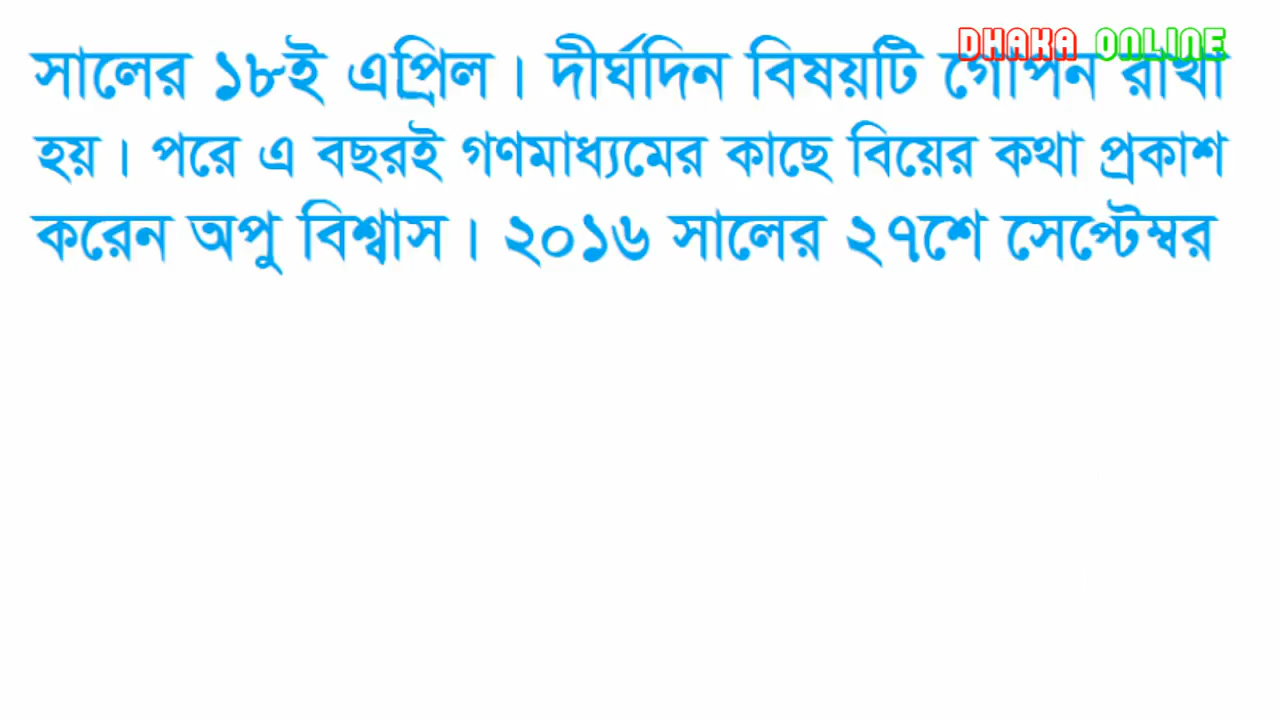 DHAKA ONLINE
সালের ১৮ই এপ্রিল। দীর্ঘদিন বিষয়টি গোপন রাখা
হয়। পরে এ বছরই গণমাধ্যমের কাছে বিয়ের কথা প্রকাশ
করেন অপু বিশ্বাস। ২০১৬ সালের ২৭শে সেপ্টেম্বর